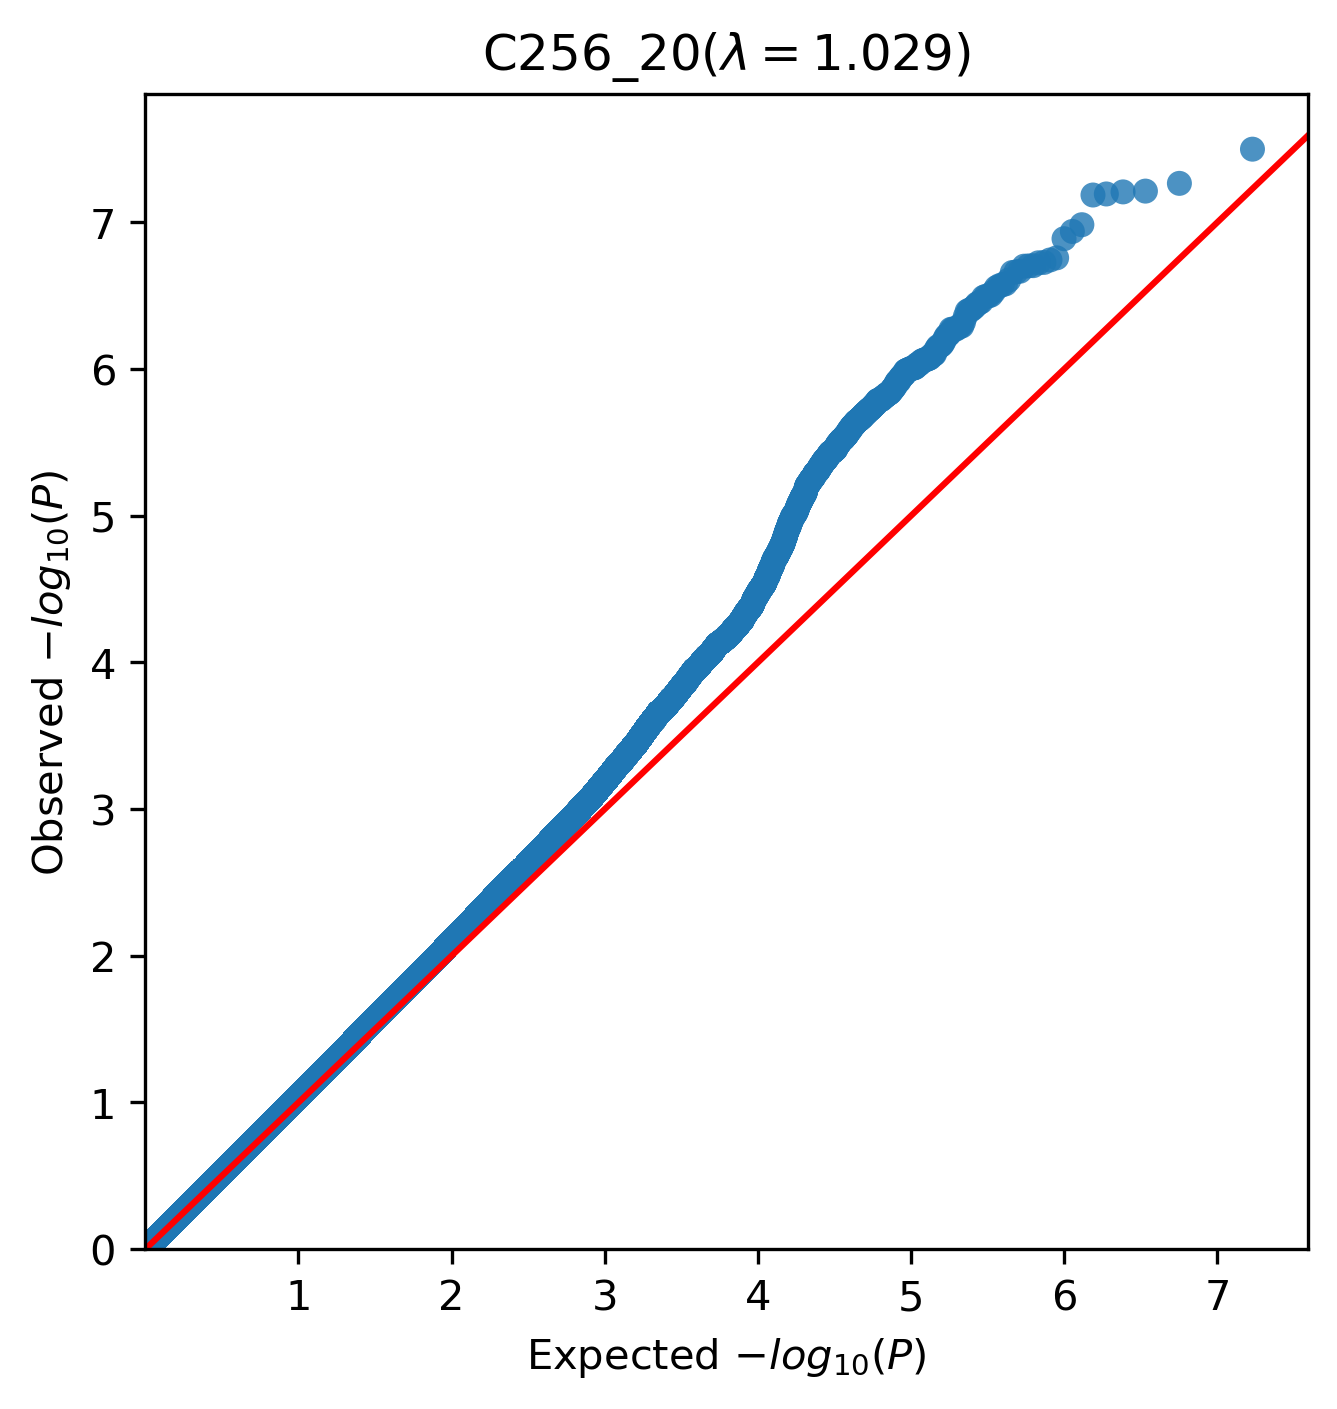 C256_20(λ = 1.029)
Observed −log₁₀(P)
7
6
5
4
3
2
1
0
1 2 3 4 5 6 7
Expected −log₁₀(P)